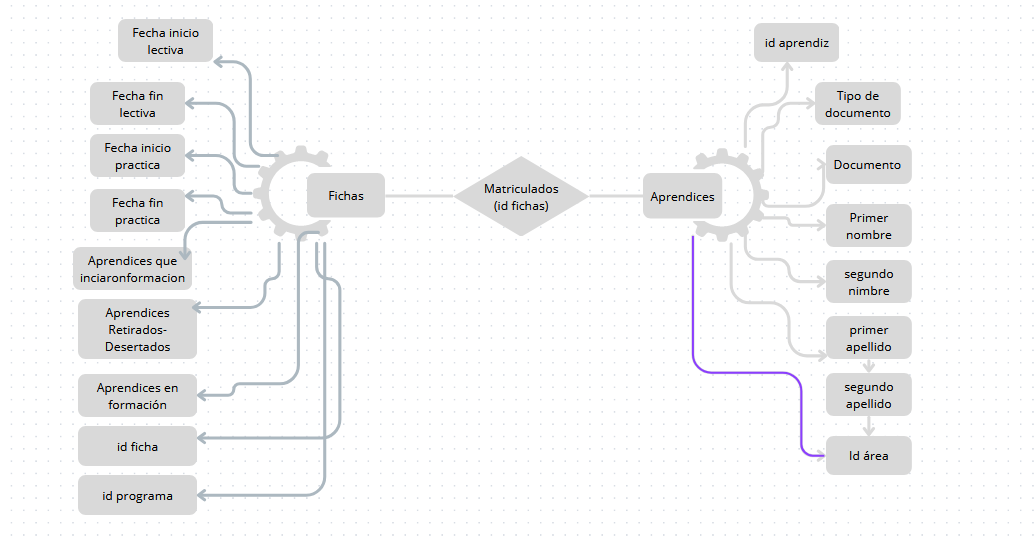 Fecha inicio
lectiva
Fecha fin
lectiva
Fecha inicio
practica
Fecha fin
practica
Aprendices que
inciaronformacion
Aprendices
Retirados-
Desertados
Aprendices en
formación
id ficha
id programa
Fichas
Matriculados
(id fichas)
Aprendices
id aprendiz
Tipo de
documento
Documento
Primer
nombre
segundo
nimbre
primer
apellido
segundo
apellido
Id área